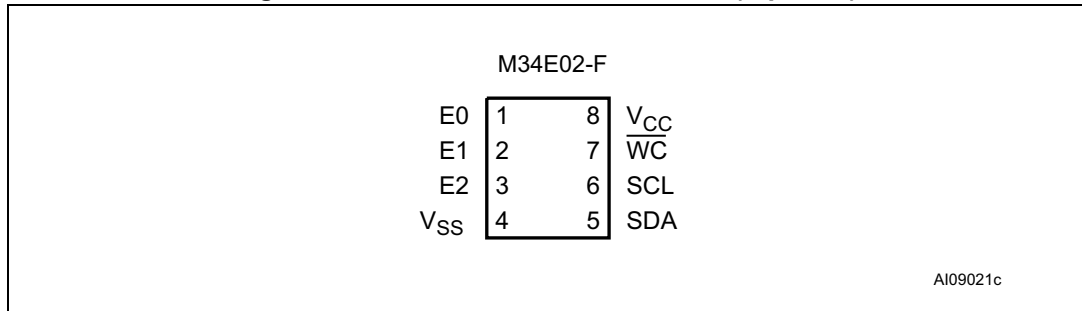 M34E02-F
E0 1 8 VCC
E1 2 7 WC
E2 3 6 SCL
VSS 4 5 SDA
AI09021c